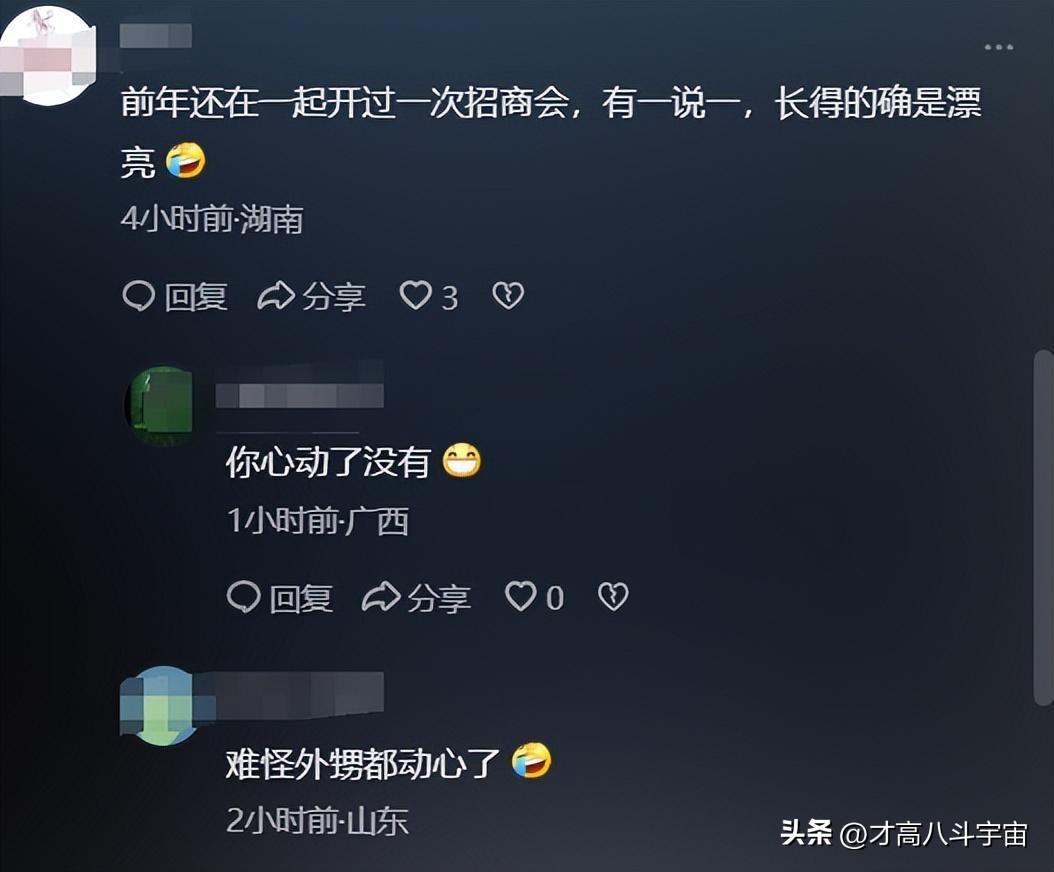 前年还在一起开过一次招商会，有一说一，长得的确是漂
亮🤣
4小时前·湖南
回复 分享 3
你心动了没有😁
1小时前·广西
回复 分享 0
难怪外甥都动心了🤣
2小时前·山东
头条 @才高八斗宇宙